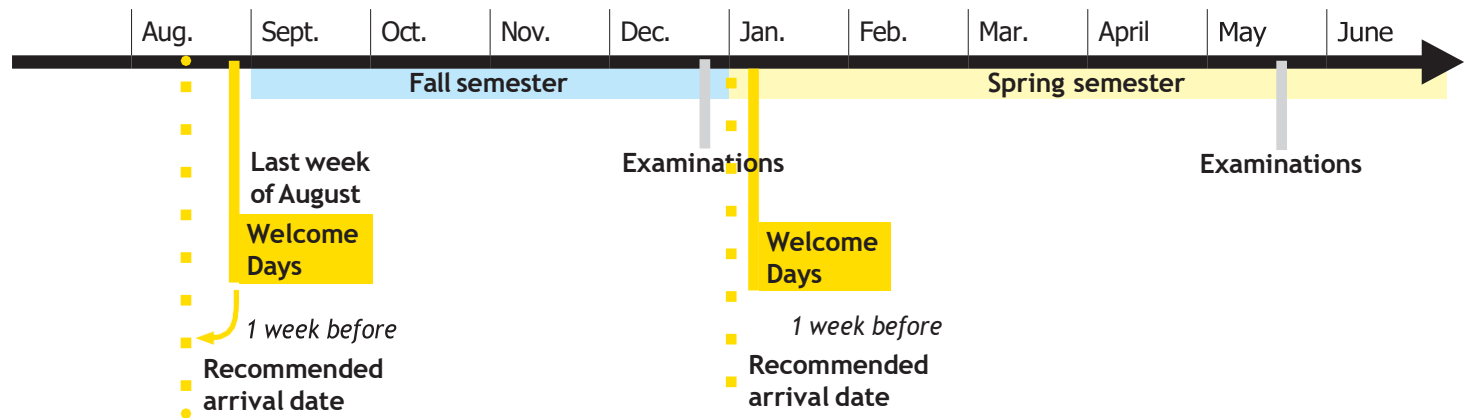 Aug. Sept. Oct. Nov. Dec. Jan. Feb. Mar. April May June
Fall semester Spring semester
Last week
of August
Examinations
Examinations
Welcome
Days
Welcome
Days
1 week before
1 week before
Recommended
arrival date
Recommended
arrival date